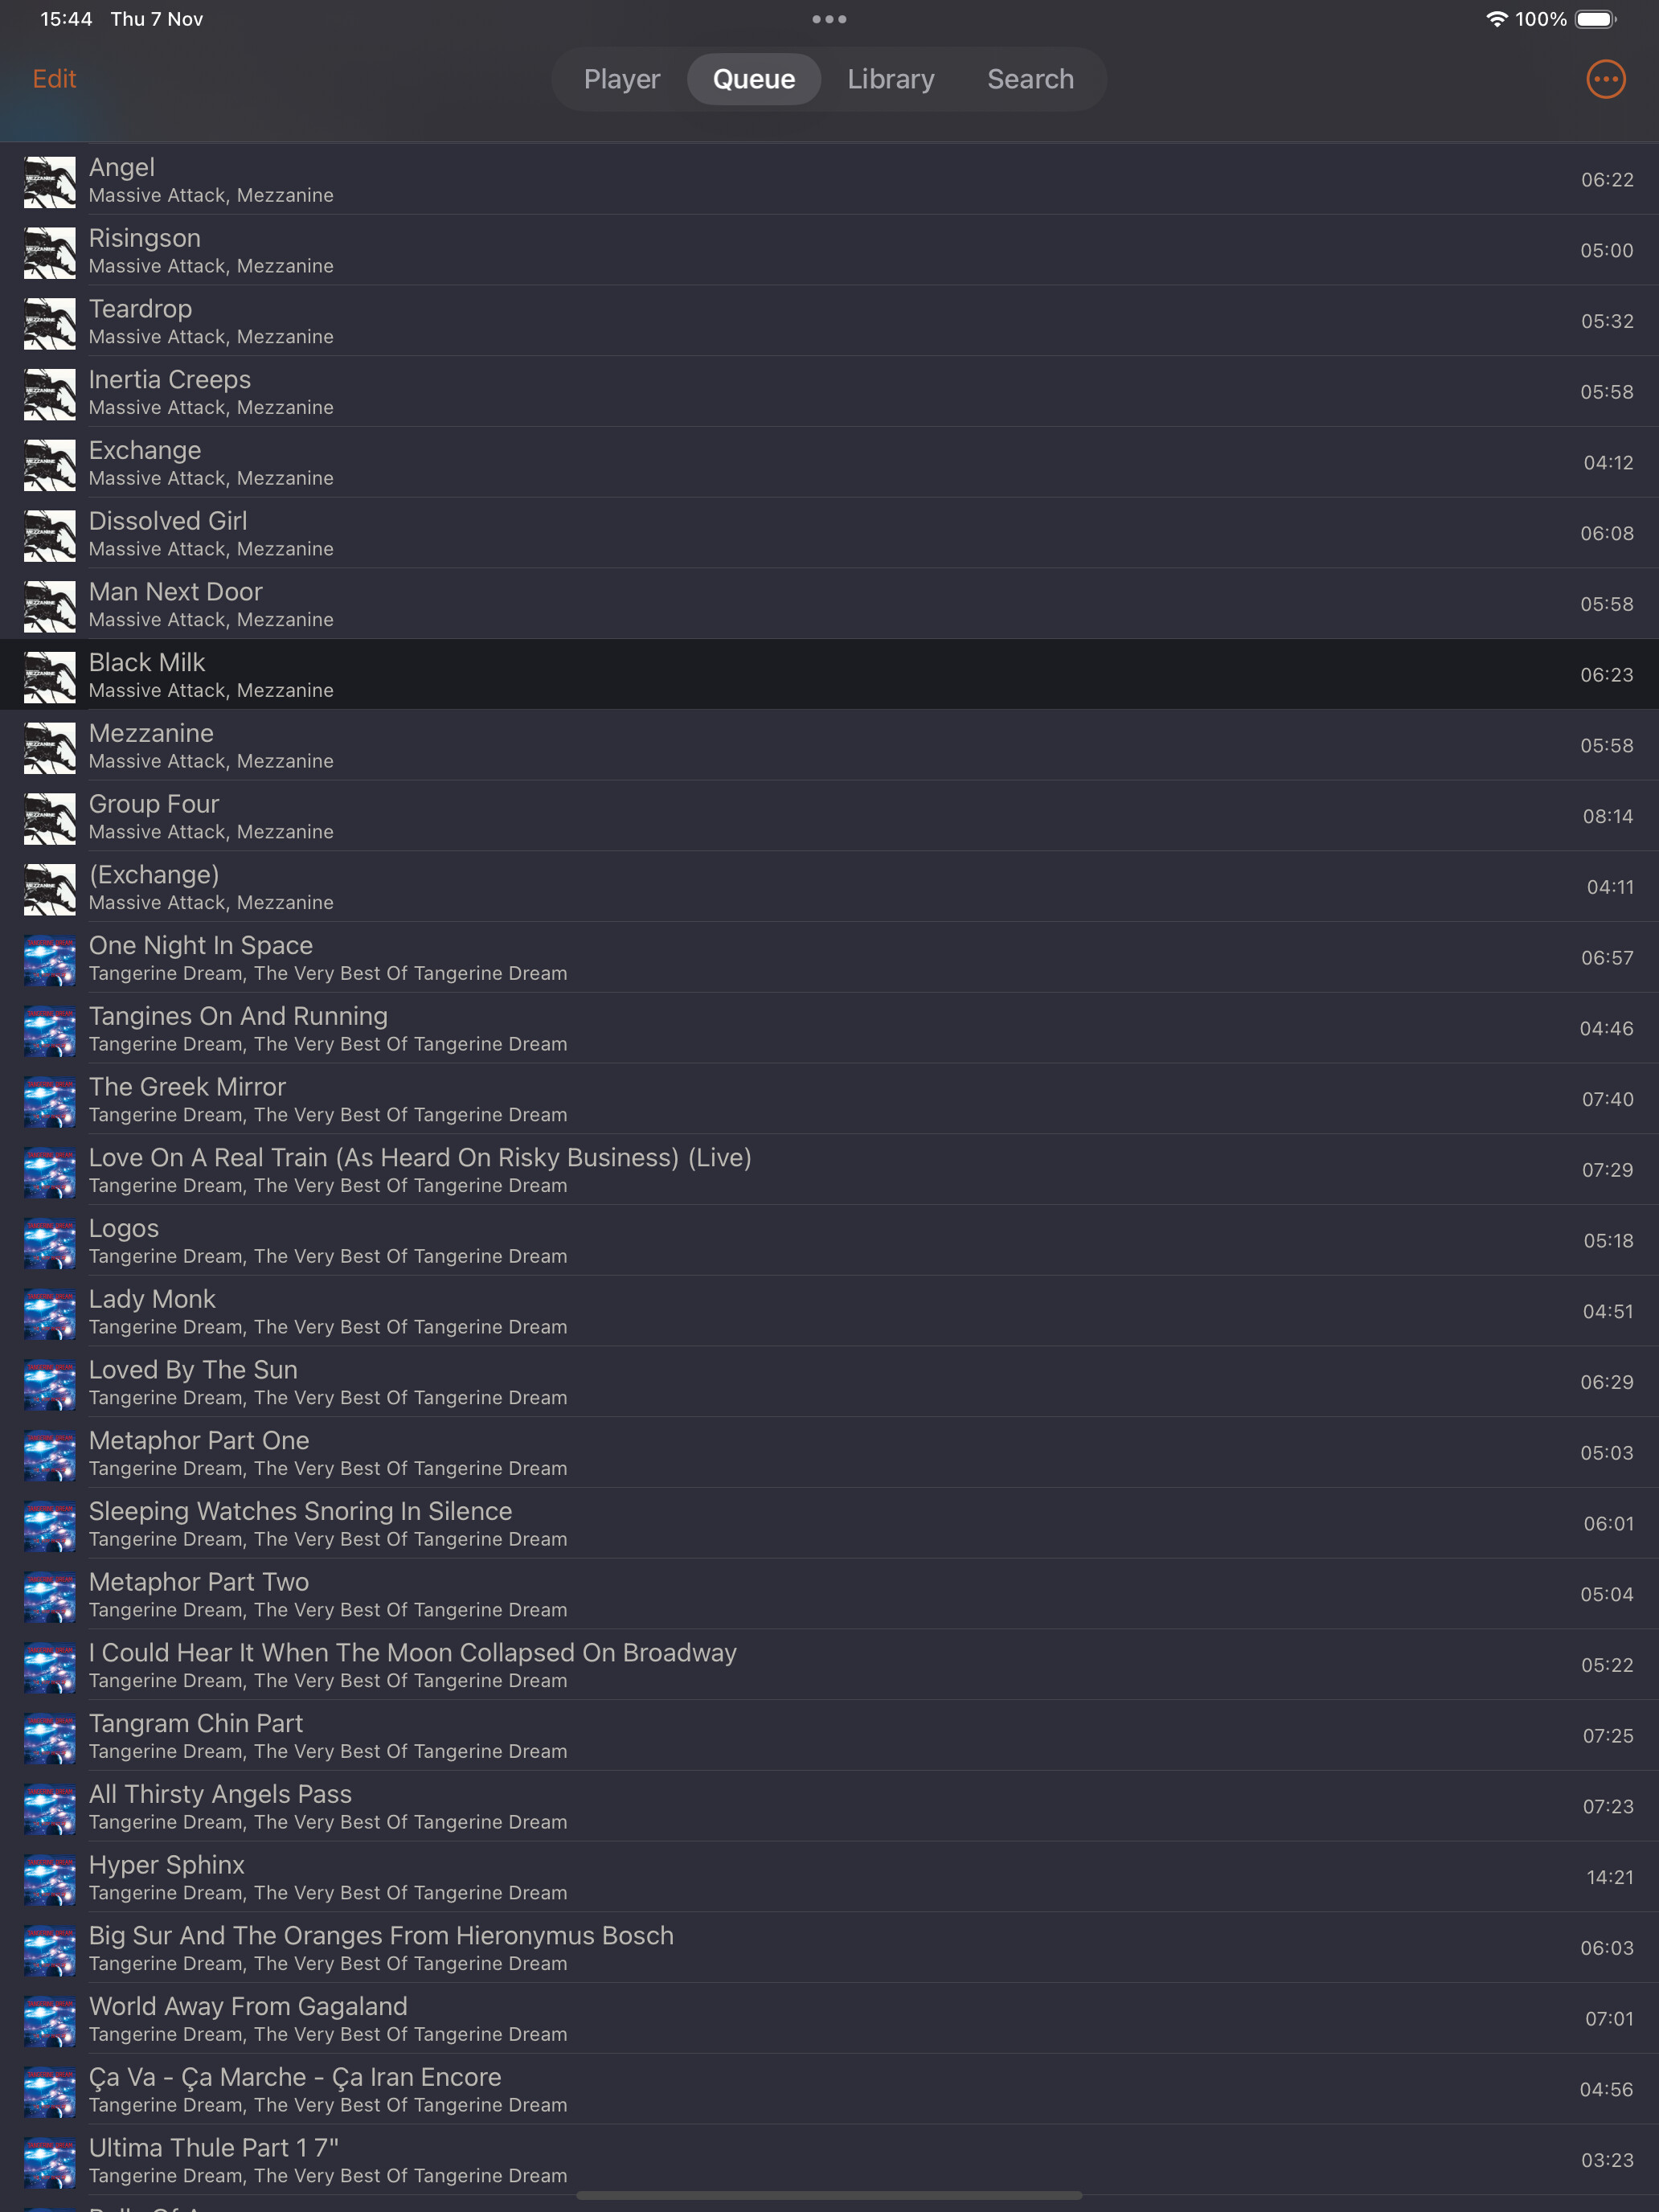 15:44 Thu 7 Nov
100%
Edit
Player Queue Library Search
Angel
Massive Attack, Mezzanine
06:22
Risingson
Massive Attack, Mezzanine
05:00
Teardrop
Massive Attack, Mezzanine
05:32
Inertia Creeps
Massive Attack, Mezzanine
05:58
Exchange
Massive Attack, Mezzanine
04:12
Dissolved Girl
Massive Attack, Mezzanine
06:08
Man Next Door
Massive Attack, Mezzanine
05:58
Black Milk
Massive Attack, Mezzanine
06:23
Mezzanine
Massive Attack, Mezzanine
05:58
Group Four
Massive Attack, Mezzanine
08:14
(Exchange)
Massive Attack, Mezzanine
04:11
One Night In Space
Tangerine Dream, The Very Best Of Tangerine Dream
06:57
Tangines On And Running
Tangerine Dream, The Very Best Of Tangerine Dream
04:46
The Greek Mirror
Tangerine Dream, The Very Best Of Tangerine Dream
07:40
Love On A Real Train (As Heard On Risky Business) (Live)
Tangerine Dream, The Very Best Of Tangerine Dream
07:29
Logos
Tangerine Dream, The Very Best Of Tangerine Dream
05:18
Lady Monk
Tangerine Dream, The Very Best Of Tangerine Dream
04:51
Loved By The Sun
Tangerine Dream, The Very Best Of Tangerine Dream
06:29
Metaphor Part One
Tangerine Dream, The Very Best Of Tangerine Dream
05:03
Sleeping Watches Snoring In Silence
Tangerine Dream, The Very Best Of Tangerine Dream
06:01
Metaphor Part Two
Tangerine Dream, The Very Best Of Tangerine Dream
05:04
I Could Hear It When The Moon Collapsed On Broadway
Tangerine Dream, The Very Best Of Tangerine Dream
05:22
Tangram Chin Part
Tangerine Dream, The Very Best Of Tangerine Dream
07:25
All Thirsty Angels Pass
Tangerine Dream, The Very Best Of Tangerine Dream
07:23
Hyper Sphinx
Tangerine Dream, The Very Best Of Tangerine Dream
14:21
Big Sur And The Oranges From Hieronymus Bosch
Tangerine Dream, The Very Best Of Tangerine Dream
06:03
World Away From Gagaland
Tangerine Dream, The Very Best Of Tangerine Dream
07:01
Ça Va - Ça Marche - Ça Iran Encore
Tangerine Dream, The Very Best Of Tangerine Dream
04:56
Ultima Thule Part 1 7"
Tangerine Dream, The Very Best Of Tangerine Dream
03:23